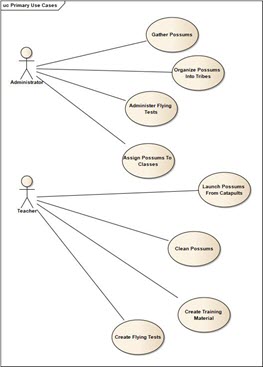 uc Primary Use Cases
Gather Possums
Administrator
Organize Possums
Into Tribes
Administer Flying
Tests
Assign Possums To
Classes
Teacher
Launch Possums
From Catapults
Clean Possums
Create Training
Material
Create Flying Tests